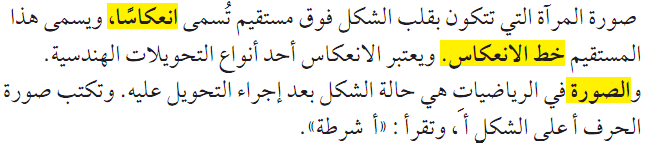 صورة المرآة التي تتكون بقلب الشكل فوق مستقيم تُسمى انعكاسًا، ويسمى هذا
المستقيم خط الانعكاس. ويعتبر الانعكاس أحد أنواع التحويلات الهندسية.
والصورة في الرياضيات هي حالة الشكل بعد إجراء التحويل عليه. وتكتب صورة
الحرف أ على الشكل أَ، وتقرأ : «أ شرطة».